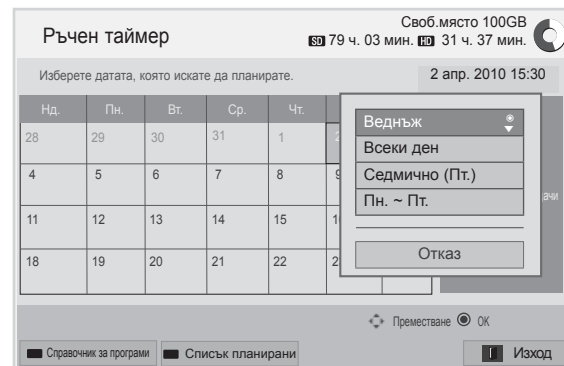 Ръчен таймер
Своб.място 100GB
SD 79 ч. 03 мин. HD 31 ч. 37 мин.
Изберете датата, която искате да планирате.
2 апр. 2010 15:30
Нд. Пн. Вт. Ср. Чт.
28 29 30 31 1 2
4 5 6 7 8 9
11 12 13 14 15
18 19 20 21 22
Веднъж
Всеки ден
Седмично (Пт.)
Пн. ~ Пт.
Отказ
Преместване OK
Справочник за програми Списък планирани Изход